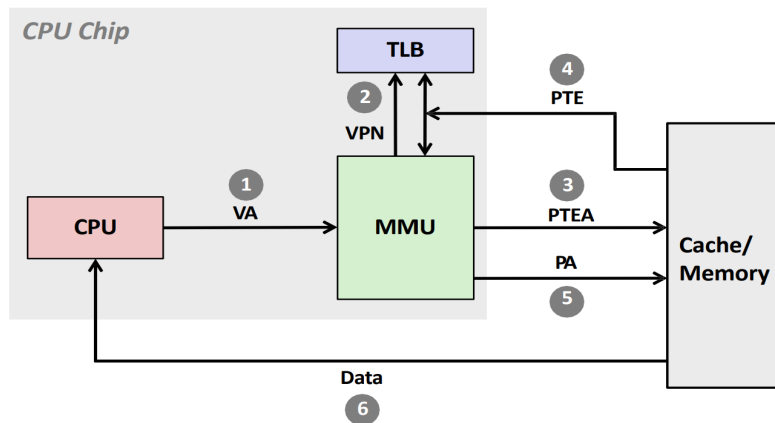 CPU Chip
TLB
2
VPN
4
PTE
1
VA
3
PTEA
CPU
MMU
PA
5
Cache/
Memory
Data
6